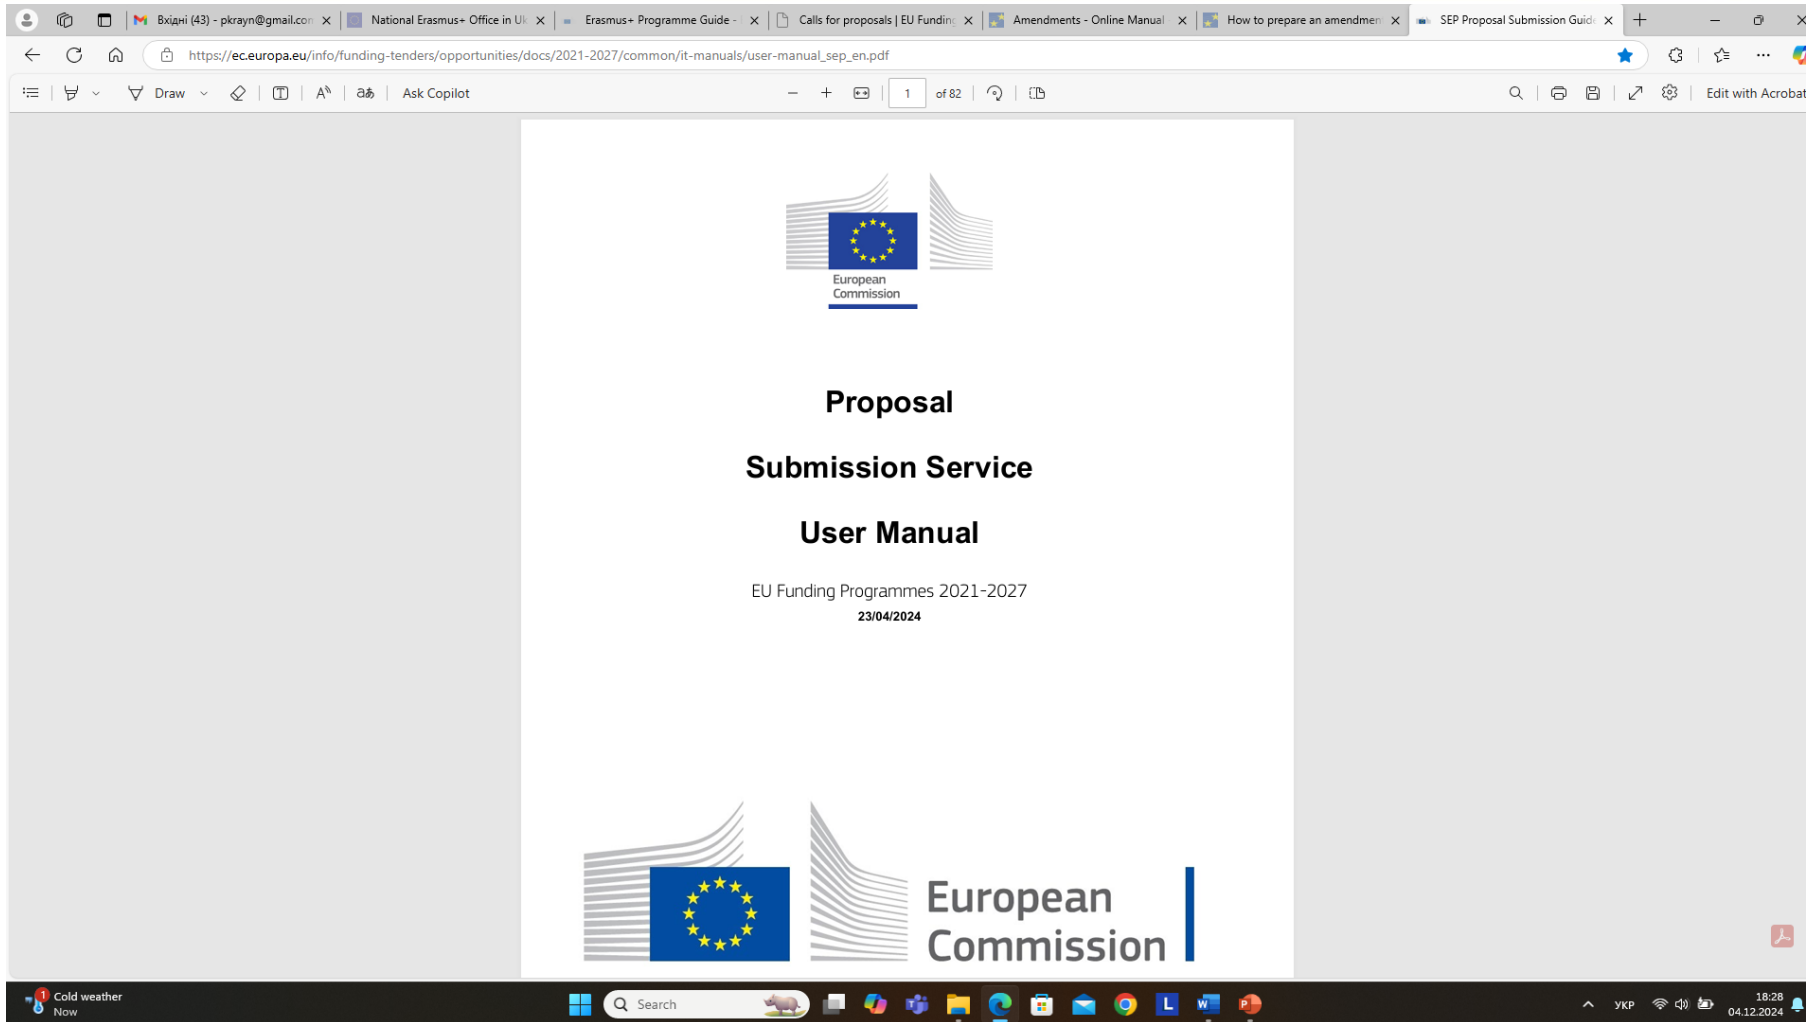 Вхідні (43) - pkrayn@gmail.con
National Erasmus+ Office in Uk
Erasmus+ Programme Guide -
Calls for proposals | EU Funding
Amendments - Online Manual
How to prepare an amendmen
SEP Proposal Submission Guid
https://ec.europa.eu/info/funding-tenders/opportunities/docs/2021-2027/common/it-manuals/user-manual_sep_en.pdf
Draw
Ask Copilot
1
of 82
Edit with Acrobat
European
Commission
Proposal
Submission Service
User Manual
EU Funding Programmes 2021-2027
23/04/2024
European
Commission
1
Cold weather
Now
Search
L
W
P
УКР
18:28
04.12.2024